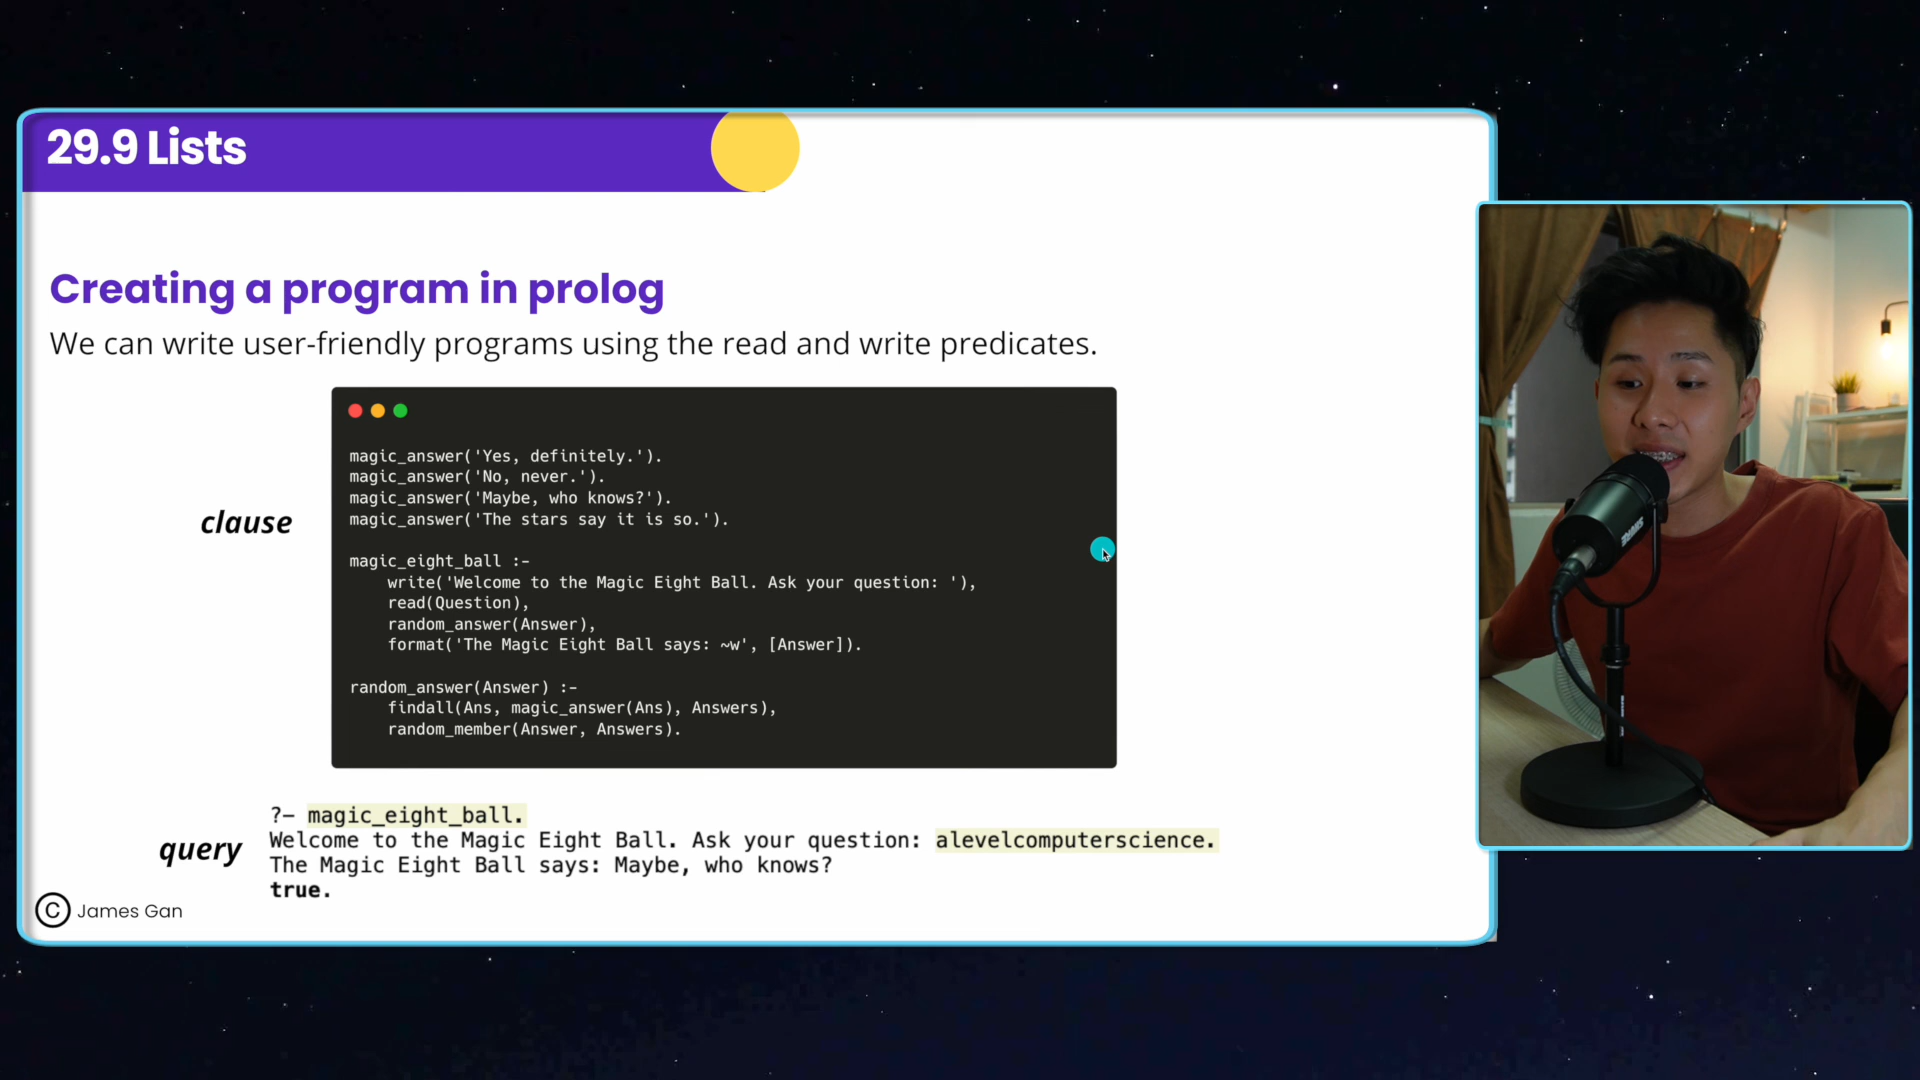 29.9 Lists
Creating a program in prolog
We can write user-friendly programs using the read and write predicates.
clause
magic_answer('Yes, definitely.').
magic_answer('No, never.').
magic_answer('Maybe, who knows?').
magic_answer('The stars say it is so.').
magic_eight_ball :-
    write('Welcome to the Magic Eight Ball. Ask your question: '),
    read(Question),
    random_answer(Answer),
    format('The Magic Eight Ball says: ~w', [Answer]).
random_answer(Answer) :-
    findall(Ans, magic_answer(Ans), Answers),
    random_member(Answer, Answers).
query
?- magic_eight_ball.
Welcome to the Magic Eight Ball. Ask your question: alevelcomputerscience.
The Magic Eight Ball says: Maybe, who knows?
true.
© James Gan
SHURE